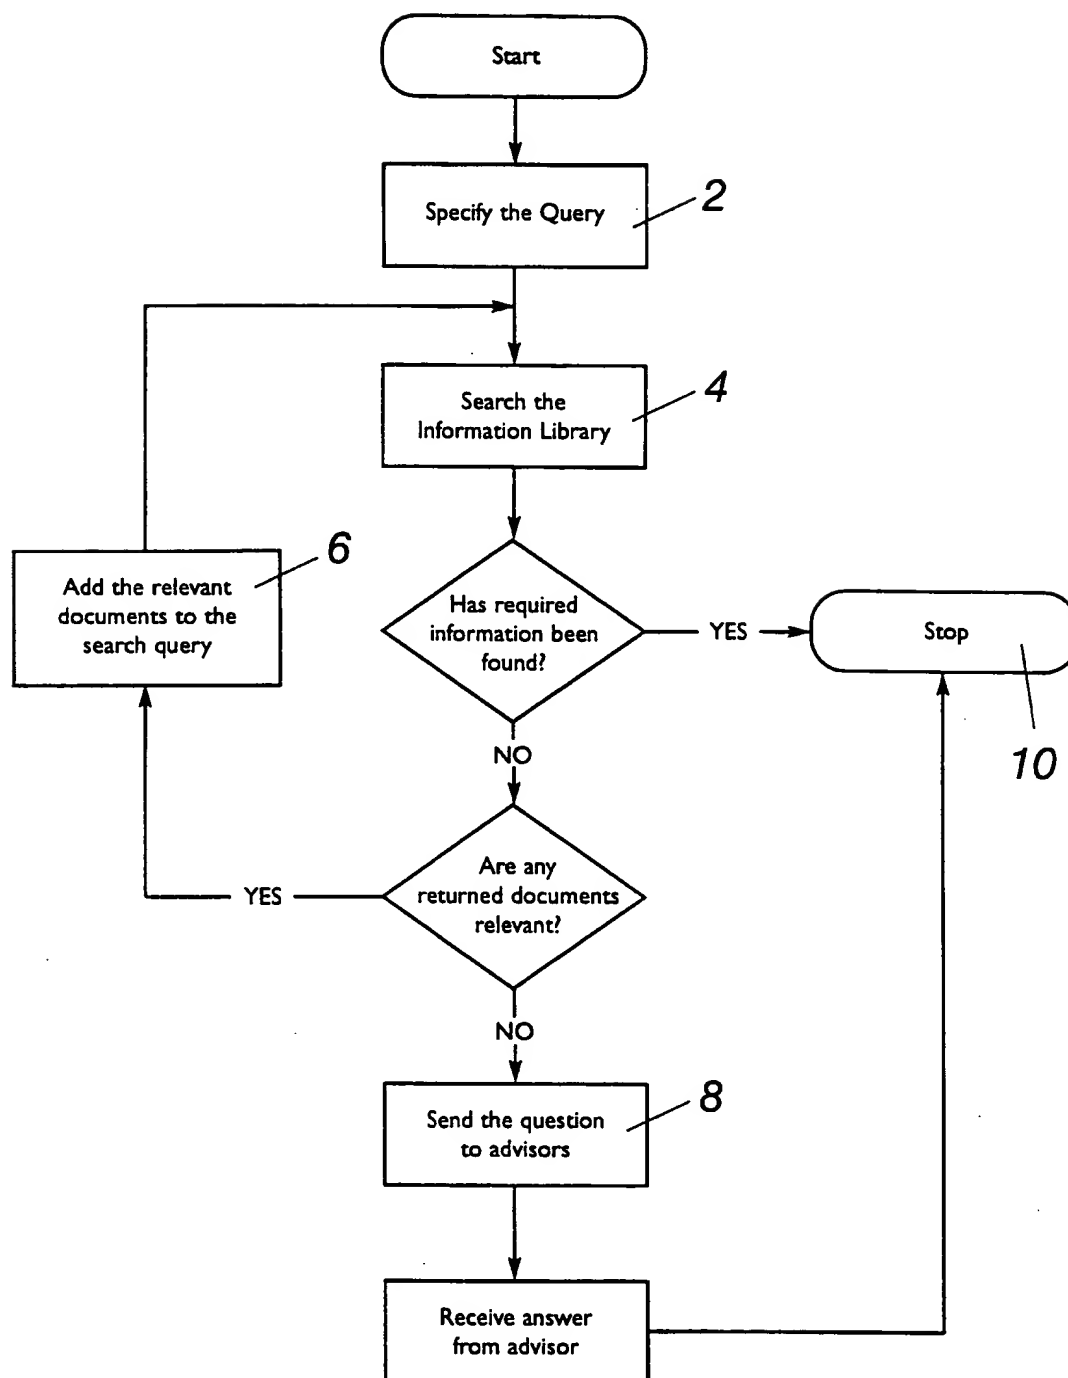 Start
Specify the Query
2
Search the
Information Library
4
Add the relevant
documents to the
search query
6
Has required
information been
found?
YES
Stop
10
NO
Are any
returned documents
relevant?
YES
NO
Send the question
to advisors
8
Receive answer
from advisor